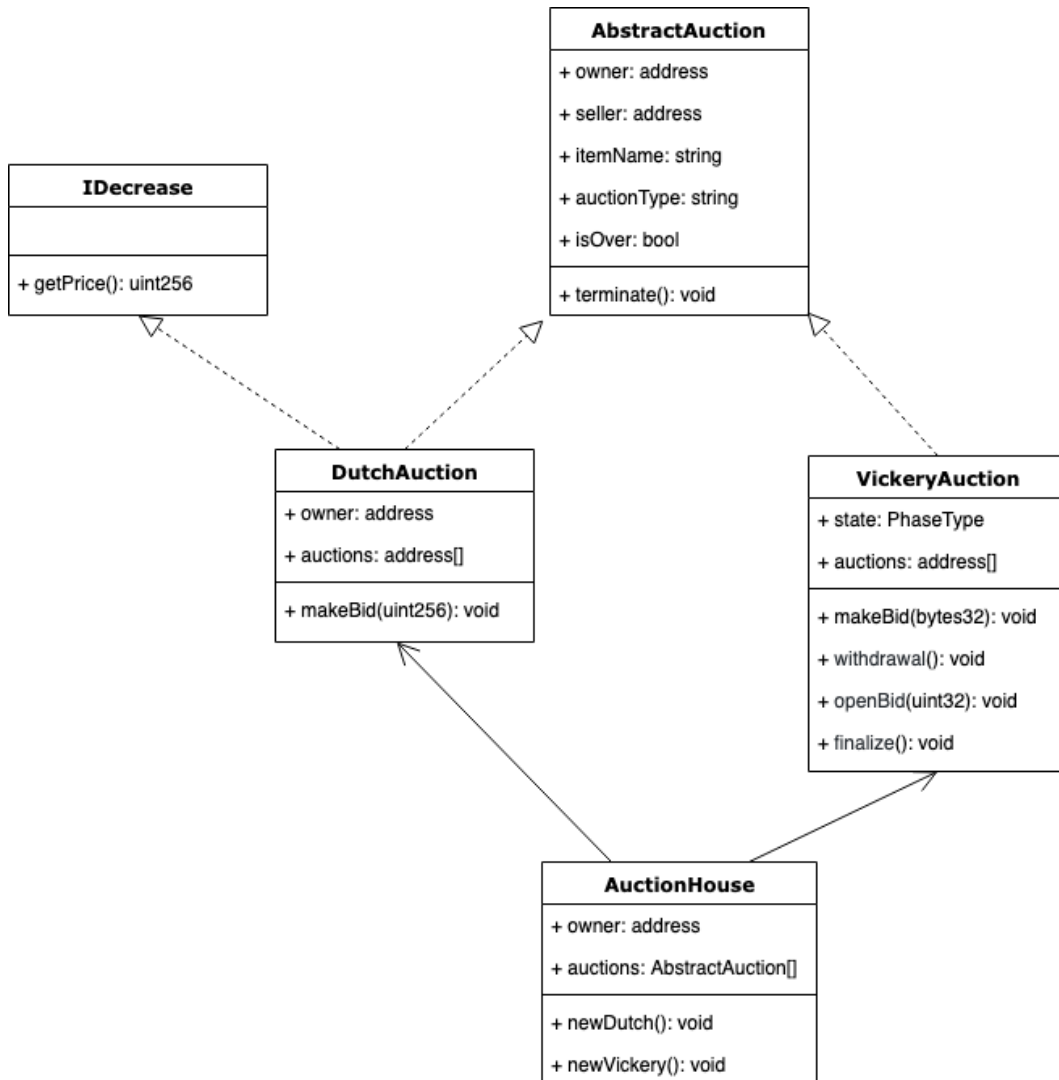 AbstractAuction
+ owner: address
+ seller: address
+ itemName: string
+ auctionType: string
+ isOver: bool
+ terminate(): void
IDecrease
+ getPrice(): uint256
DutchAuction
+ owner: address
+ auctions: address[]
+ makeBid(uint256): void
VickeryAuction
+ state: PhaseType
+ auctions: address[]
+ makeBid(bytes32): void
+ withdrawal(): void
+ openBid(uint32): void
+ finalize(): void
AuctionHouse
+ owner: address
+ auctions: AbstractAuction[]
+ newDutch(): void
+ newVickery(): void